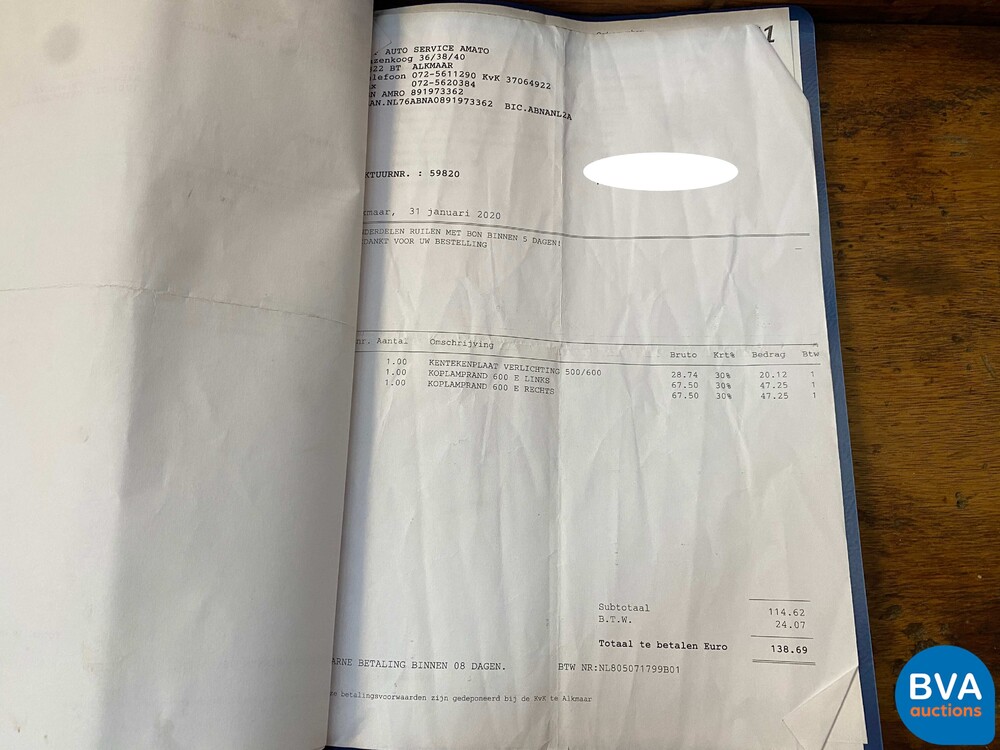 AUTO SERVICE AMATO
zenkoog 36/38/40
22 BT ALKMAAR
lefoon 072-5611290 KvK 37064922
x 072-5620384
N AMRO 891973362
AN.NL76ABNA0891973362 BIC.ABNANL2A
KTUURNR. : 59820
kmaar, 31 januari 2020
DERDELEN RUILEN MET BON BINNEN 5 DAGEN!
DANKT VOOR UW BESTELLING
nr. Aantal Omschrijving Bruto Krt% Bedrag Btw
1.00 KENTEKENPLAAT VERLICHTING 500/600 28.74 30% 20.12 1
1.00 KOPLAMPRAND 600 E LINKS 67.50 30% 47.25 1
1.00 KOPLAMPRAND 600 E RECHTS 67.50 30% 47.25 1
Subtotaal 114.62
B.T.W. 24.07
Totaal te betalen Euro 138.69
ARNE BETALING BINNEN 08 DAGEN. BTW NR:NL805071799B01
e betalingsvoorwaarden zijn gedeponeerd bij de KvK te Alkmaar
BVA
auctions